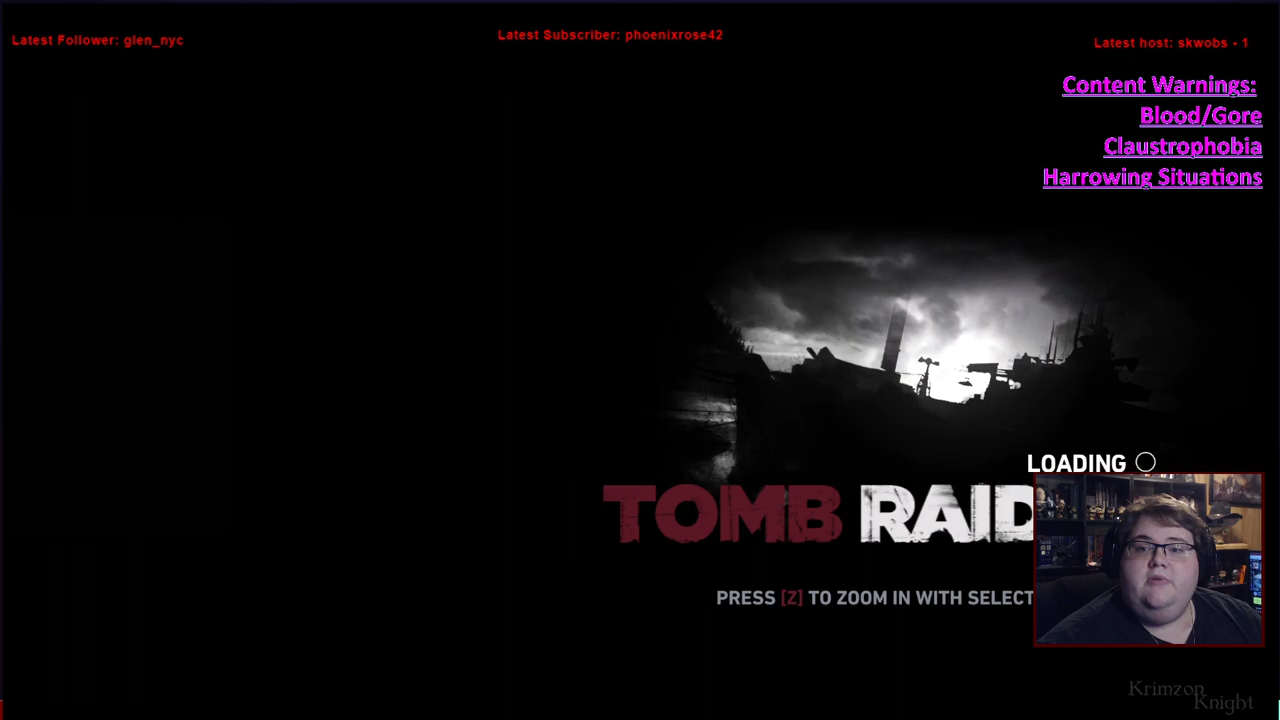 Latest Follower: glen_nyc
Latest Subscriber: phoenixrose42
Latest host: skwobs - 1
Content Warnings:
Blood/Gore
Claustrophobia
Harrowing Situations
LOADING
TOMB RAID
PRESS [Z] TO ZOOM IN WITH SELECT
Krimzon
Knight